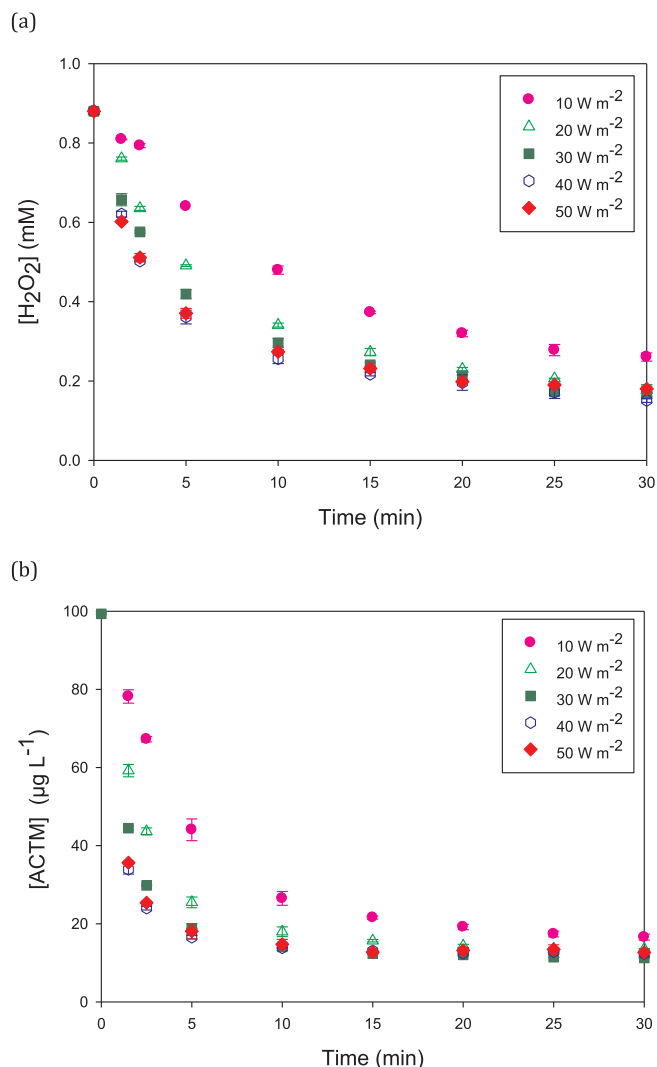 (a)
1.0
0.8
0.6
0.4
0.2
0.0
[H₂O₂] (mM)
10 W m⁻²
20 W m⁻²
30 W m⁻²
40 W m⁻²
50 W m⁻²
0 5 10 15 20 25 30
Time (min)
(b)
100
80
60
40
20
0
[ACTM] (µg L⁻¹)
10 W m⁻²
20 W m⁻²
30 W m⁻²
40 W m⁻²
50 W m⁻²
0 5 10 15 20 25 30
Time (min)